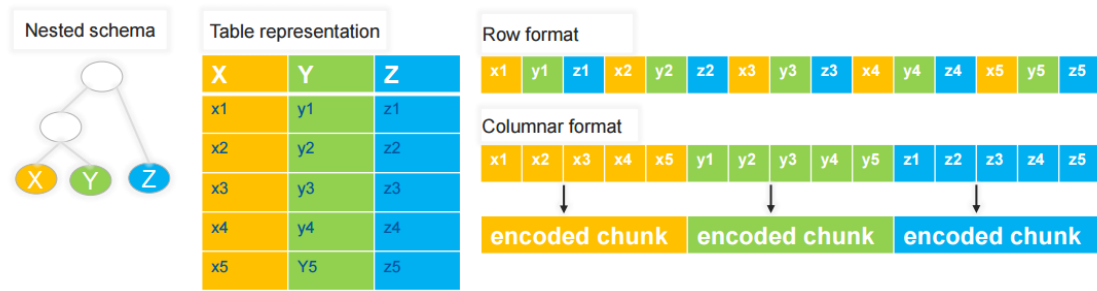 Nested schema
X Y Z
Table representation
X Y Z
x1 y1 z1
x2 y2 z2
x3 y3 z3
x4 y4 z4
x5 Y5 z5
Row format
x1 y1 z1 x2 y2 z2 x3 y3 z3 x4 y4 z4 x5 y5 z5
Columnar format
x1 x2 x3 x4 x5 y1 y2 y3 y4 y5 z1 z2 z3 z4 z5
encoded chunk encoded chunk encoded chunk